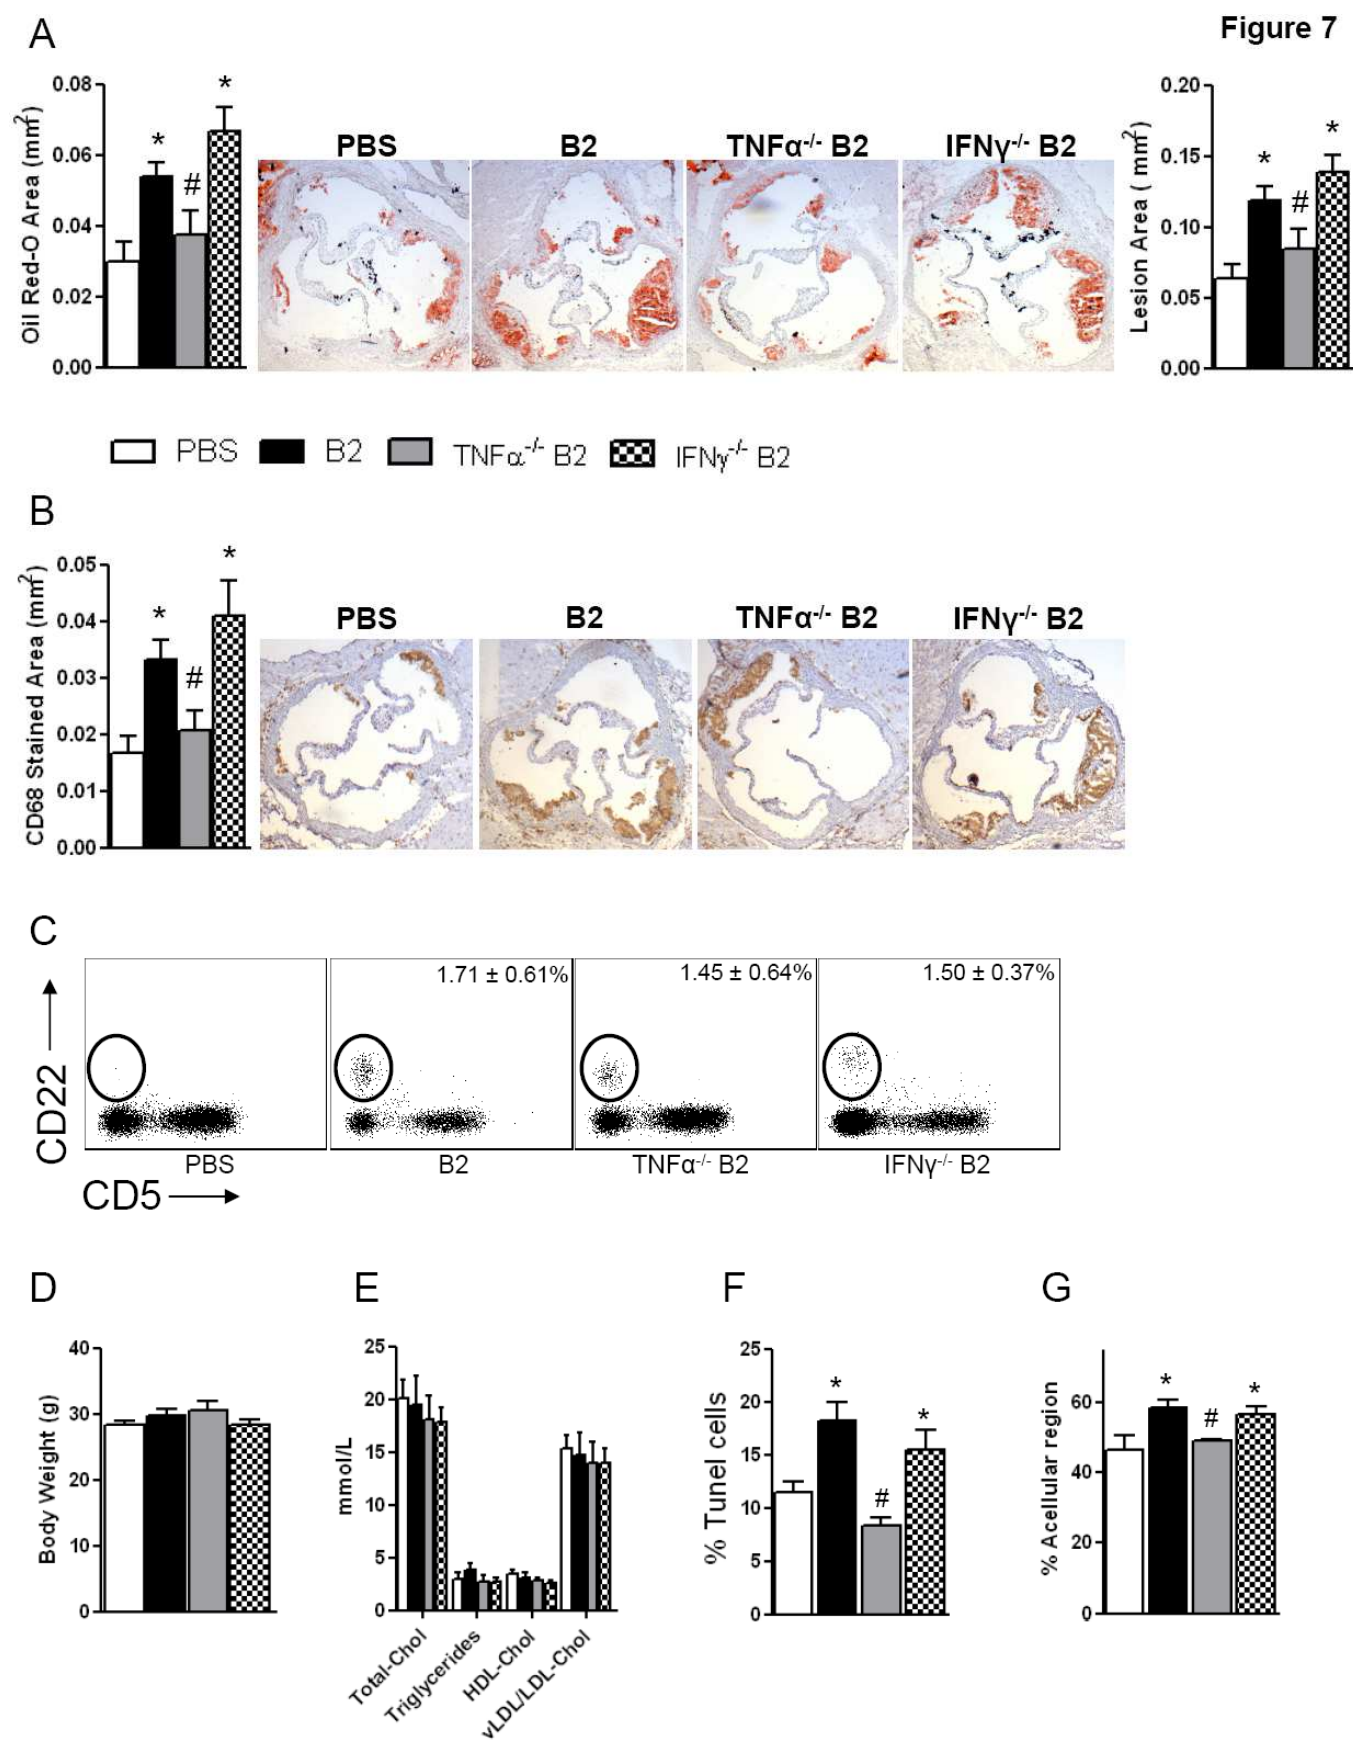 A
Figure 7
Oil Red-O Area (mm²)
0.08
0.06
0.04
0.02
0.00
*
#
*
PBS
B2
TNFα-/- B2
IFNγ-/- B2
Lesion Area ( mm²)
0.20
0.15
0.10
0.05
0.00
*
#
*
PBS B2 TNFα-/- B2 IFNγ-/- B2
B
CD68 Stained Area (mm²)
0.05
0.04
0.03
0.02
0.01
0.00
*
#
*
PBS
B2
TNFα-/- B2
IFNγ-/- B2
C
CD22
1.71 ± 0.61%
1.45 ± 0.64%
1.50 ± 0.37%
PBS
B2
TNFα-/- B2
IFNγ-/- B2
CD5
D
Body Weight (g)
40
30
20
10
0
E
mmol/L
25
20
15
10
5
0
Total-Chol
Triglycerides
HDL-Chol
vLDL/LDL-Chol
F
% Tunel cells
25
20
15
10
5
0
*
#
*
G
% Acellular region
60
40
20
0
*
#
*